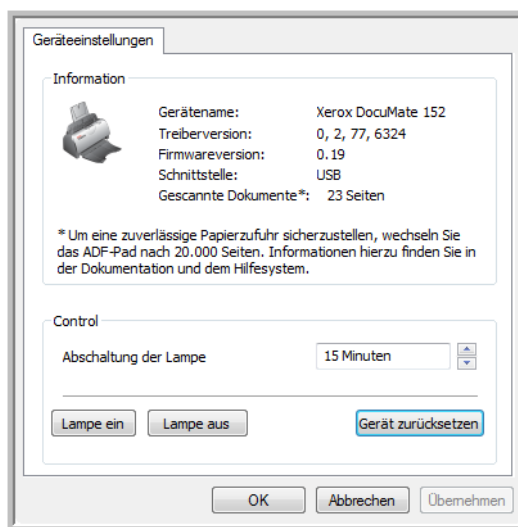 Geräteeinstellungen
Information
Gerätename: Xerox DocuMate 152
Treiberversion: 0, 2, 77, 6324
Firmwareversion: 0.19
Schnittstelle: USB
Gescannte Dokumente*: 23 Seiten
* Um eine zuverlässige Papierzufuhr sicherzustellen, wechseln Sie
das ADF-Pad nach 20.000 Seiten. Informationen hierzu finden Sie in
der Dokumentation und dem Hilfesystem.
Control
Abschaltung der Lampe 15 Minuten
Lampe ein Lampe aus Gerät zurücksetzen
OK Abbrechen Übernehmen